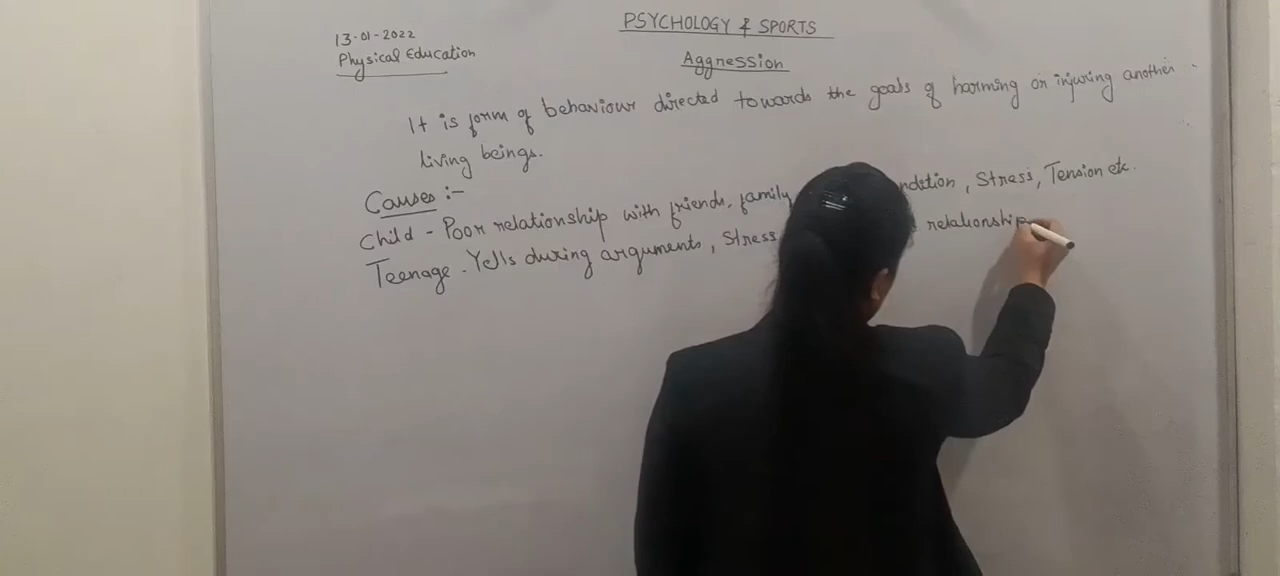 PSYCHOLOGY & SPORTS
13-01-2022
Physical Education
Aggression
It is form of behaviour directed towards the goals of harming or injuring another
living beings.
Causes :-
Child - Poor relationship with friends, family Stress, Tension etc.
Teenage - Yells during arguments, Stress relationship